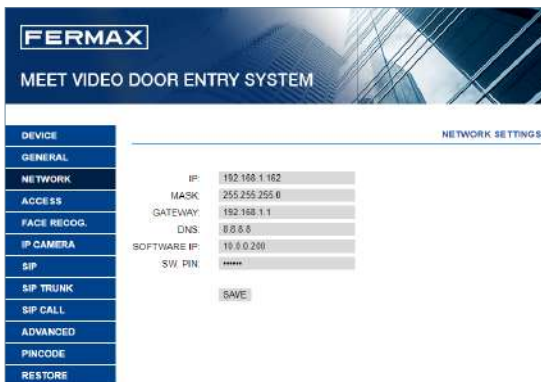 FERMAX
MEET VIDEO DOOR ENTRY SYSTEM
NETWORK SETTINGS
DEVICE
GENERAL
NETWORK
ACCESS
FACE RECOG.
IP CAMERA
SIP
SIP TRUNK
SIP CALL
ADVANCED
PINCODE
RESTORE
IP: 192.168.1.162
MASK: 255.255.255.0
GATEWAY: 192.168.1.1
DNS: 8.8.8.8
SOFTWARE IP: 10.0.0.200
SW. PIN: ••••••
SAVE